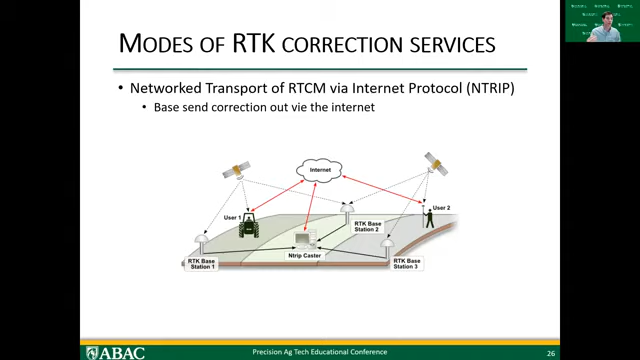 MODES OF RTK CORRECTION SERVICES
• Networked Transport of RTCM via Internet Protocol (NTRIP)
• Base send correction out vie the internet
Internet
User 1
User 2
RTK Base
Station 2
RTK Base
Station 1
Ntrip Caster
RTK Base
Station 3
ABAC
Precision Ag Tech Educational Conference
26